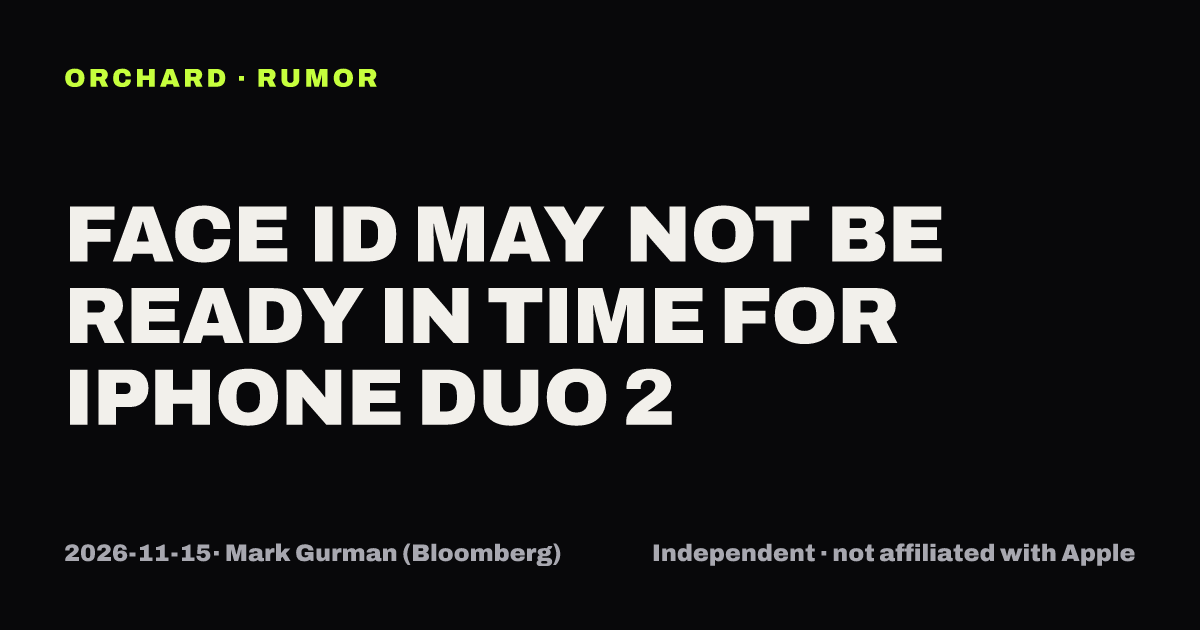 ORCHARD · RUMOR
FACE ID MAY NOT BE
READY IN TIME FOR
IPHONE DUO 2
2026-11-15· Mark Gurman (Bloomberg)
Independent · not affiliated with Apple